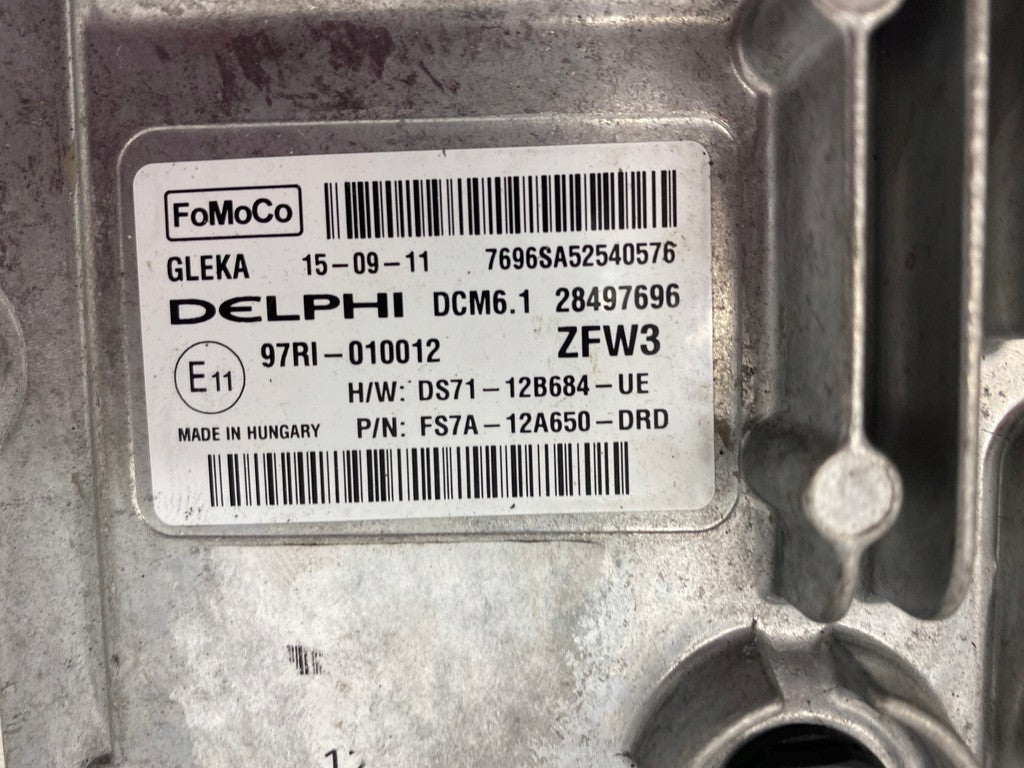 FoMoCo
GLEKA 15-09-11 7696SA52540576
DELPHI DCM6.1 28497696
E11 97RI-010012 ZFW3
H/W: DS71-12B684-UE
MADE IN HUNGARY P/N: FS7A-12A650-DRD